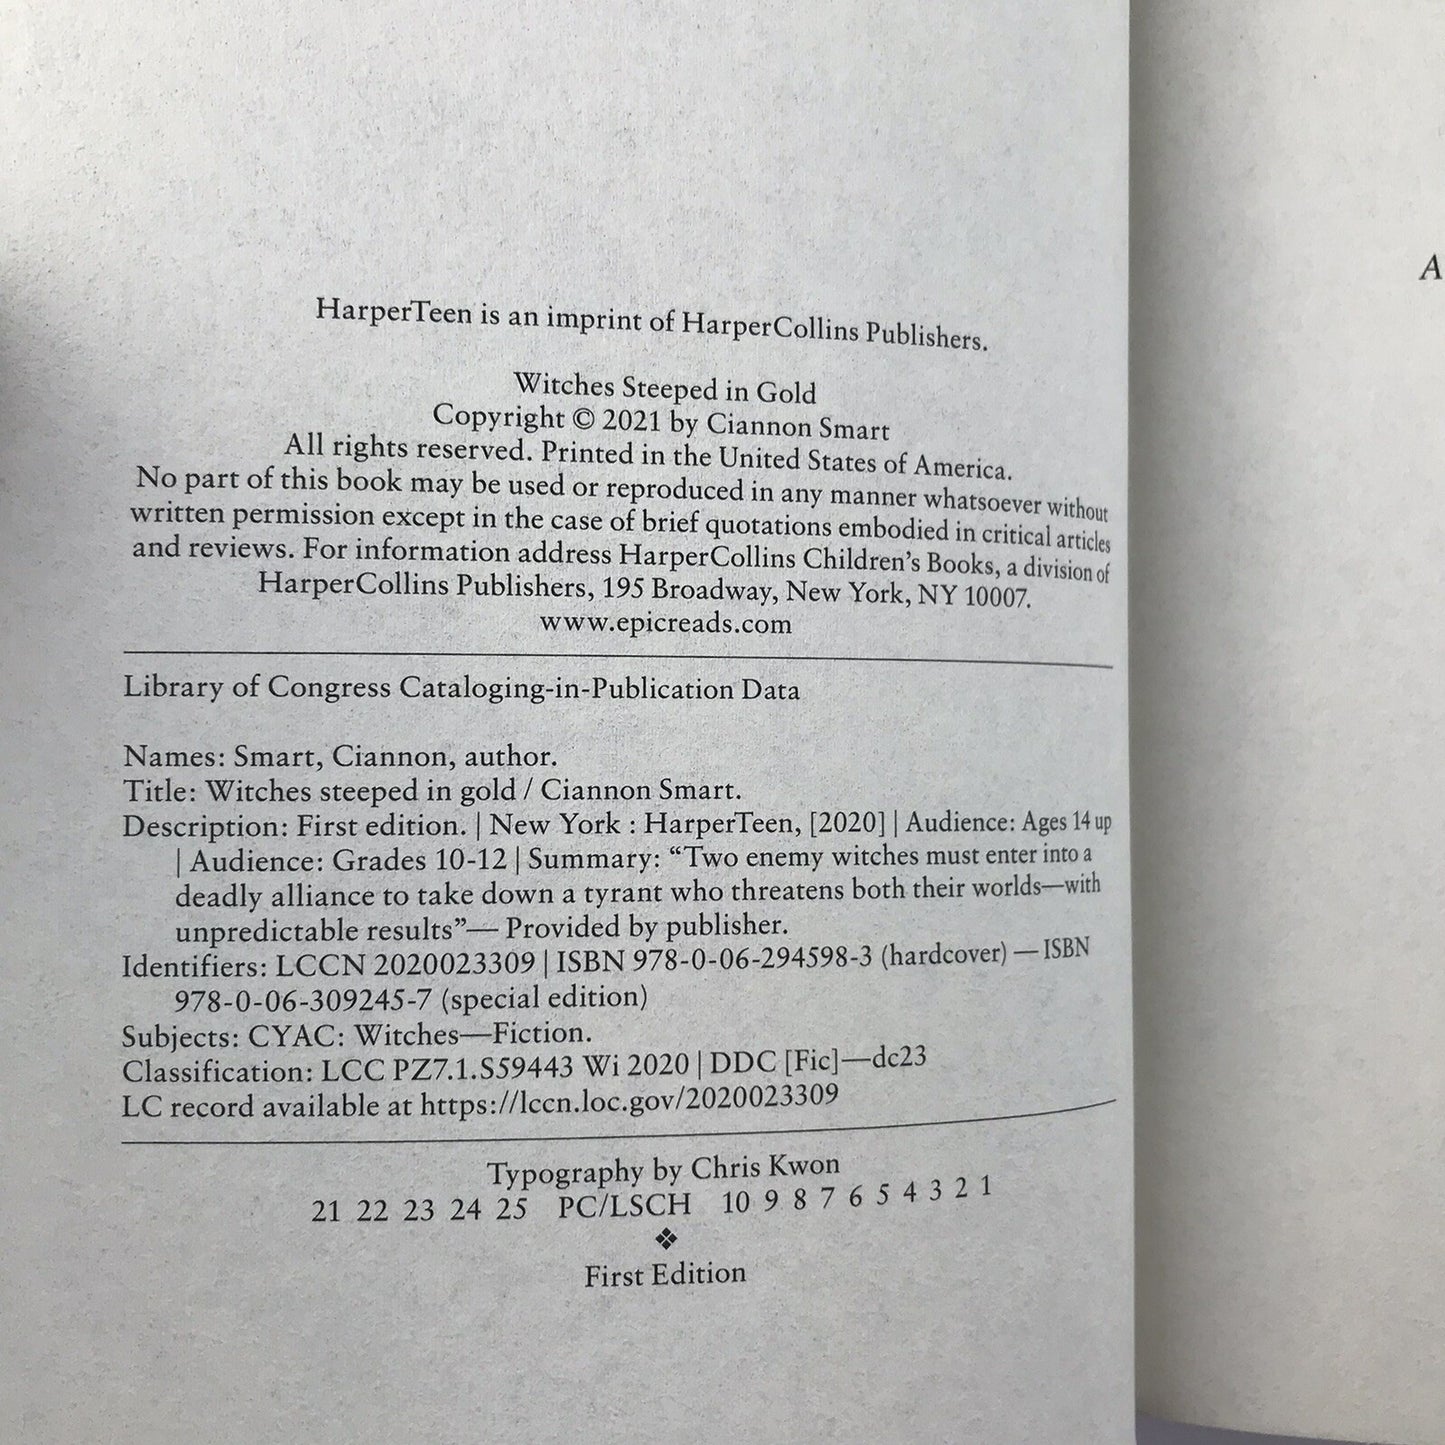 HarperTeen is an imprint of HarperCollins Publishers.
Witches Steeped in Gold
Copyright © 2021 by Ciannon Smart
All rights reserved. Printed in the United States of America.
No part of this book may be used or reproduced in any manner whatsoever without
written permission except in the case of brief quotations embodied in critical articles
and reviews. For information address HarperCollins Children's Books, a division of
HarperCollins Publishers, 195 Broadway, New York, NY 10007.
www.epicreads.com
Library of Congress Cataloging-in-Publication Data
Names: Smart, Ciannon, author.
Title: Witches steeped in gold / Ciannon Smart.
Description: First edition. | New York : HarperTeen, [2020] | Audience: Ages 14 up
| Audience: Grades 10-12 | Summary: “Two enemy witches must enter into a
deadly alliance to take down a tyrant who threatens both their worlds—with
unpredictable results”— Provided by publisher.
Identifiers: LCCN 2020023309 | ISBN 978-0-06-294598-3 (hardcover) — ISBN
978-0-06-309245-7 (special edition)
Subjects: CYAC: Witches—Fiction.
Classification: LCC PZ7.1.S59443 Wi 2020 | DDC [Fic]—dc23
LC record available at https://lccn.loc.gov/2020023309
Typography by Chris Kwon
21 22 23 24 25 PC/LSCH 10 9 8 7 6 5 4 3 2 1
❖
First Edition
A